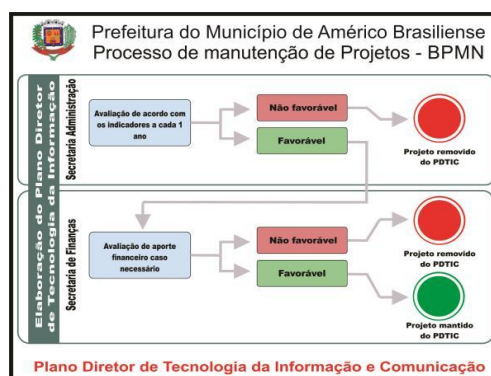 Prefeitura do Município de Américo Brasiliense
Processo de manutenção de Projetos - BPMN
Elaboração do Plano Diretor
de Tecnologia da Informação
Secretaria Administração
Avaliação de acordo com
os indicadores a cada 1
ano
Não favorável
Favorável
Projeto removido
do PDTIC
Secretaria de Finanças
Avaliação de aporte
financeiro caso
necessário
Não favorável
Favorável
Projeto removido
do PDTIC
Projeto mantido
do PDTIC
Plano Diretor de Tecnologia da Informação e Comunicação